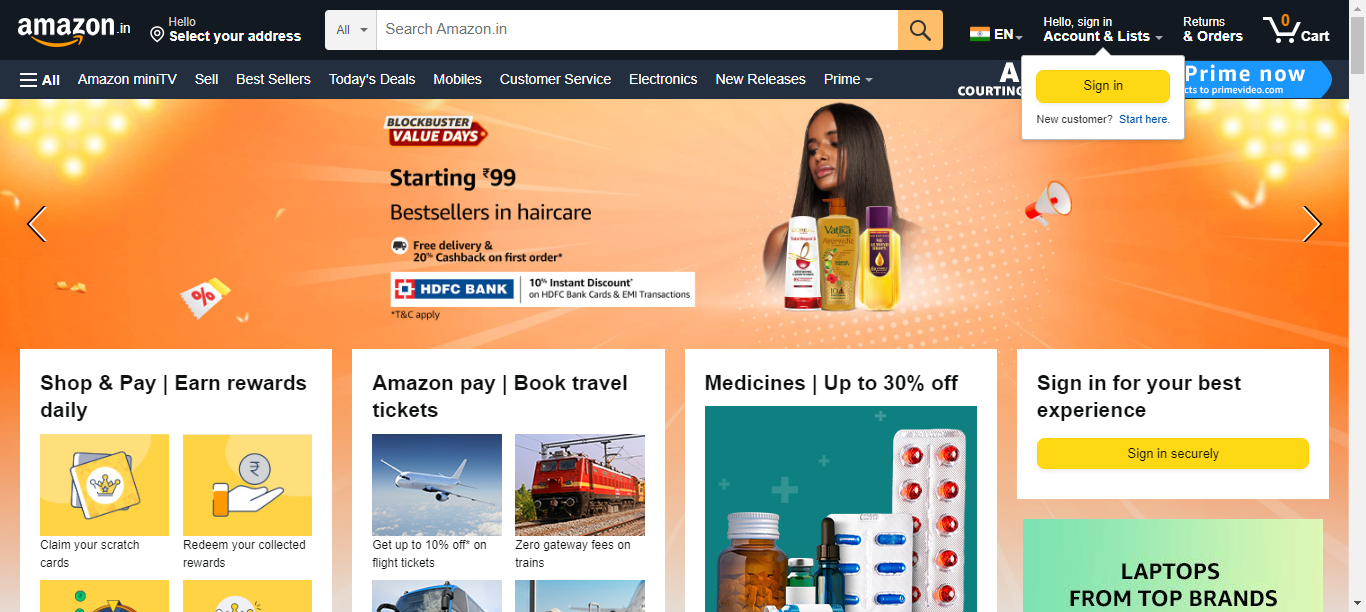 amazon.in
Hello
Select your address
All
Search Amazon.in
EN
Hello, sign in
Account & Lists
Returns
& Orders
0
Cart
All
Amazon miniTV
Sell
Best Sellers
Today's Deals
Mobiles
Customer Service
Electronics
New Releases
Prime
COURTING
Prime now
cts to primevideo.com
Sign in
New customer? Start here.
BLOCKBUSTER
VALUE DAYS
Starting ₹99
Bestsellers in haircare
Free delivery &
20% Cashback on first order*
HDFC BANK
10% Instant Discount*
on HDFC Bank Cards & EMI Transactions
*T&C apply
%
Vatika
Ayurvedic
Shop & Pay | Earn rewards
daily
Claim your scratch
cards
Redeem your collected
rewards
Amazon pay | Book travel
tickets
Get up to 10% off* on
flight tickets
Zero gateway fees on
trains
Medicines | Up to 30% off
Sign in for your best
experience
Sign in securely
LAPTOPS
FROM TOP BRANDS